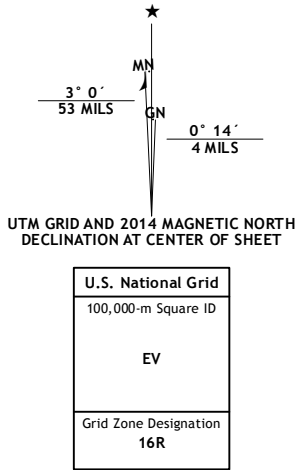 ★
MN
3° 0´
53 MILS
GN
0° 14´
4 MILS
UTM GRID AND 2014 MAGNETIC NORTH
DECLINATION AT CENTER OF SHEET
U.S. National Grid
100,000-m Square ID
EV
Grid Zone Designation
16R